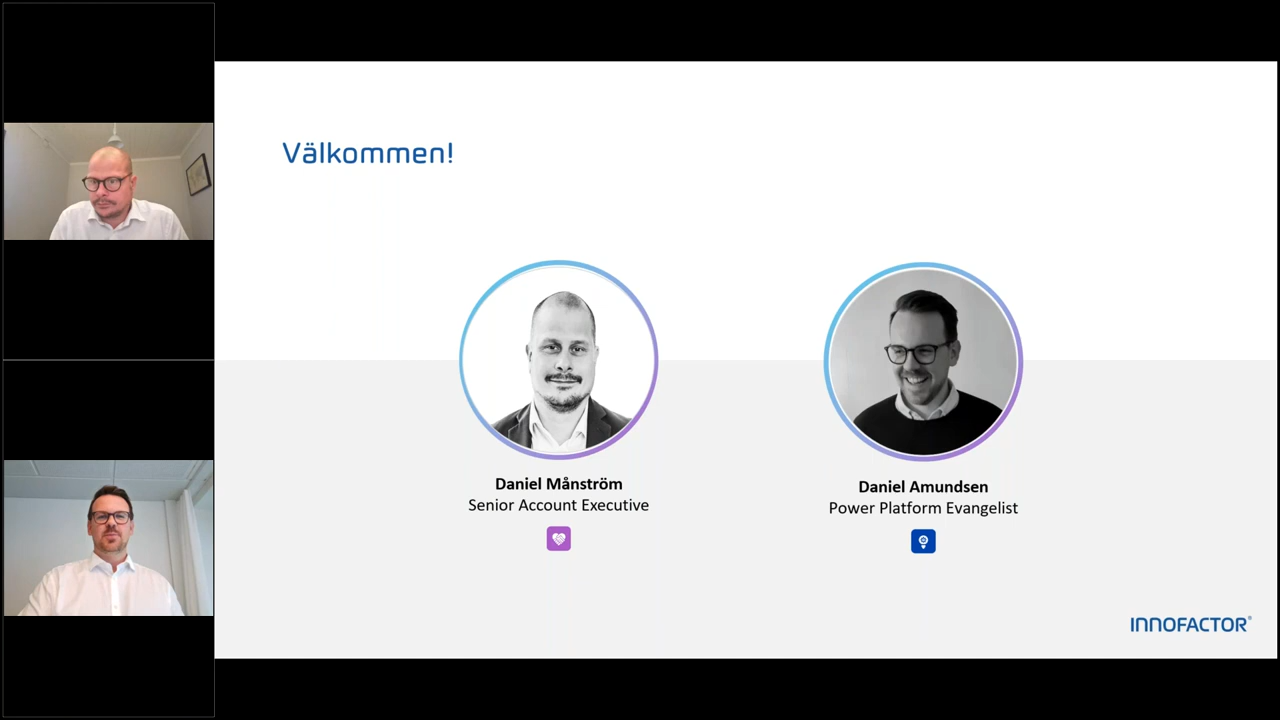 Välkommen!
Daniel Månström
Senior Account Executive
Daniel Amundsen
Power Platform Evangelist
INNOFACTOR®